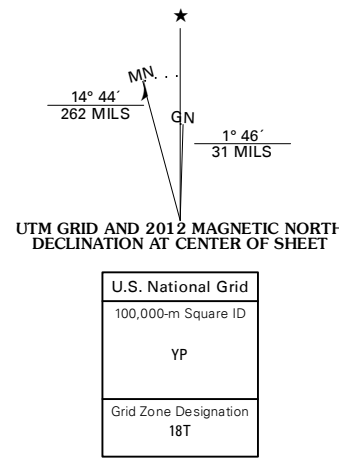 ★
MN
14° 44´
262 MILS
GN
1° 46´
31 MILS
UTM GRID AND 2012 MAGNETIC NORTH
DECLINATION AT CENTER OF SHEET
U.S. National Grid
100,000-m Square ID
YP
Grid Zone Designation
18T